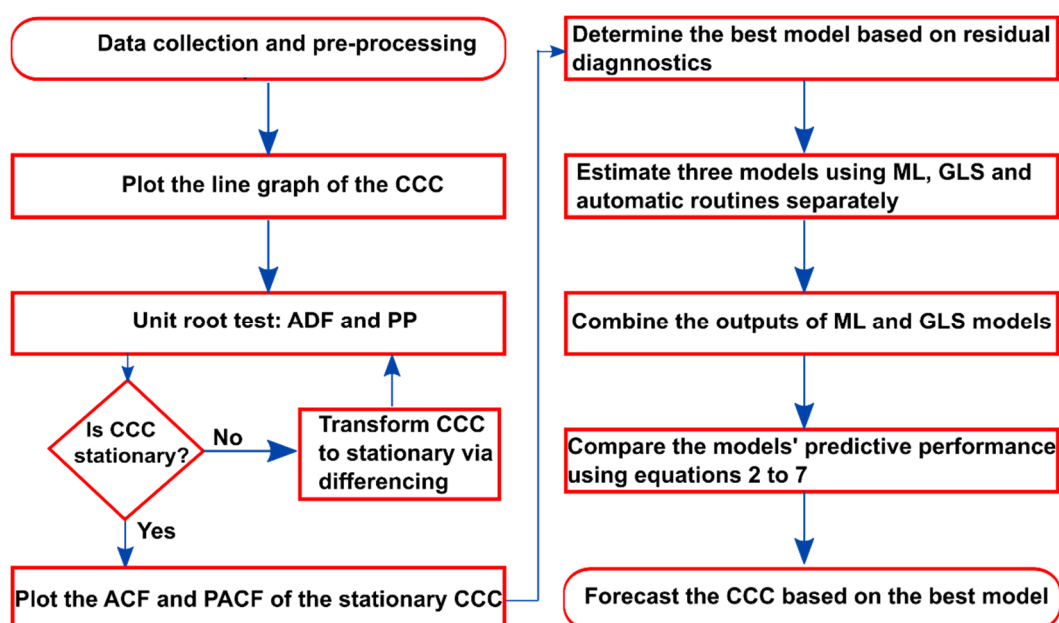 Data collection and pre-processing
Plot the line graph of the CCC
Unit root test: ADF and PP
Is CCC
stationary?
No
Transform CCC
to stationary via
differencing
Yes
Plot the ACF and PACF of the stationary CCC
Determine the best model based on residual
diagnnostics
Estimate three models using ML, GLS and
automatic routines separately
Combine the outputs of ML and GLS models
Compare the models' predictive performance
using equations 2 to 7
Forecast the CCC based on the best model